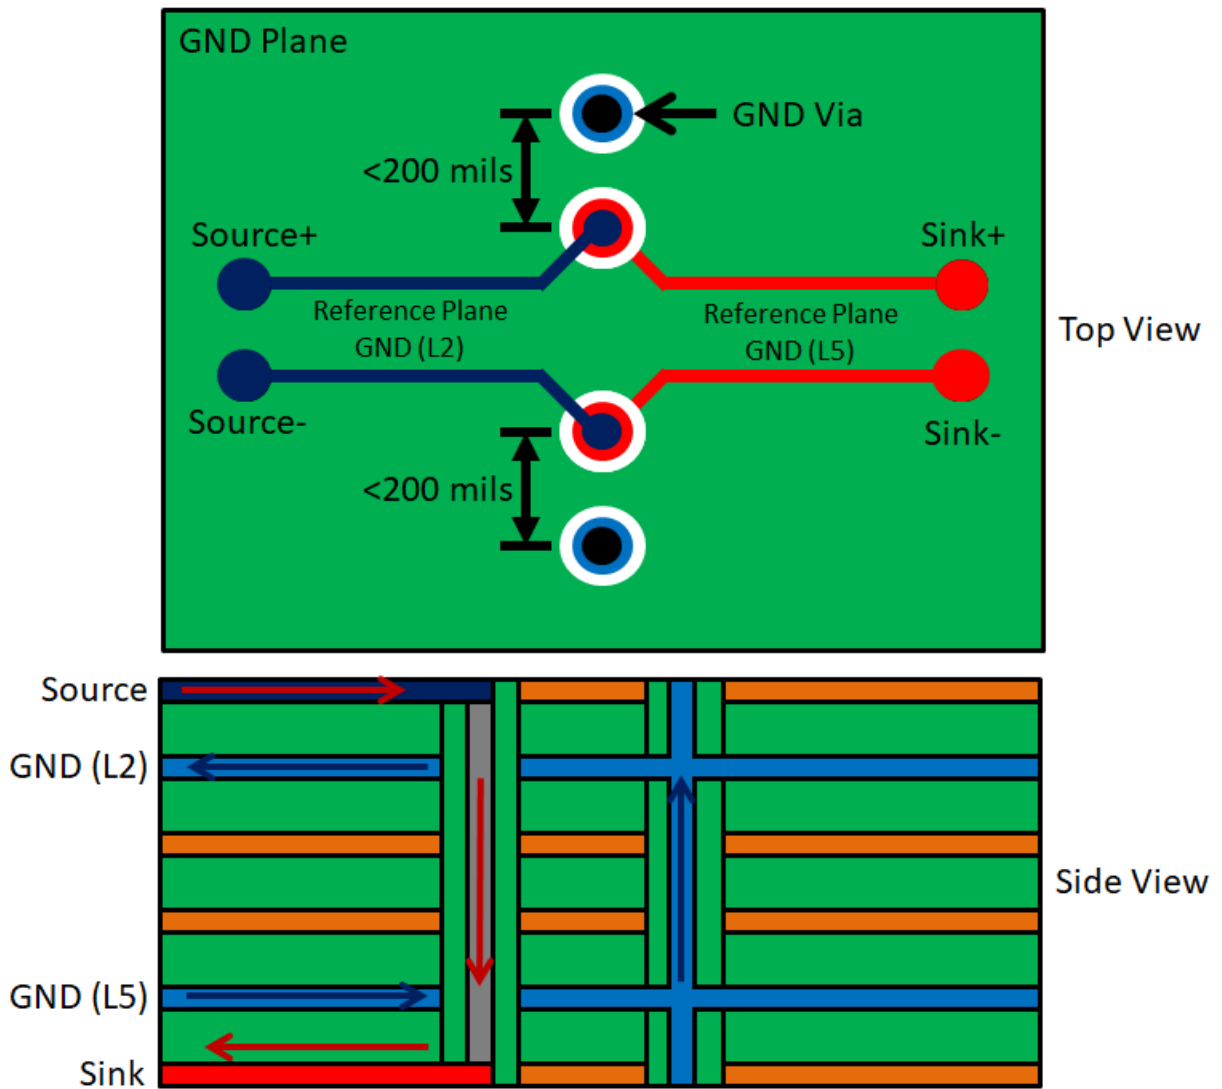 GND Plane
GND Via
<200 mils
Source+
Sink+
Reference Plane
GND (L2)
Reference Plane
GND (L5)
Top View
Source-
Sink-
<200 mils
Source
GND (L2)
Side View
GND (L5)
Sink